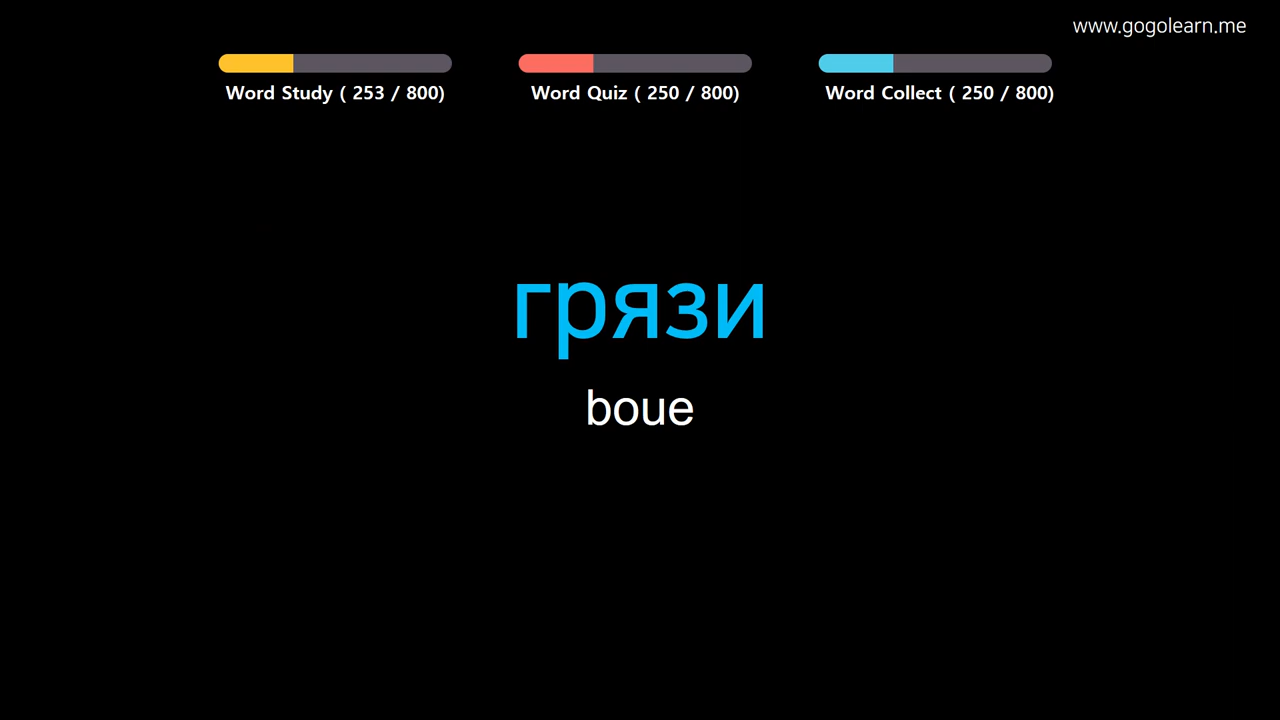 www.gogolearn.me
Word Study ( 253 / 800)
Word Quiz ( 250 / 800)
Word Collect ( 250 / 800)
грязи
boue